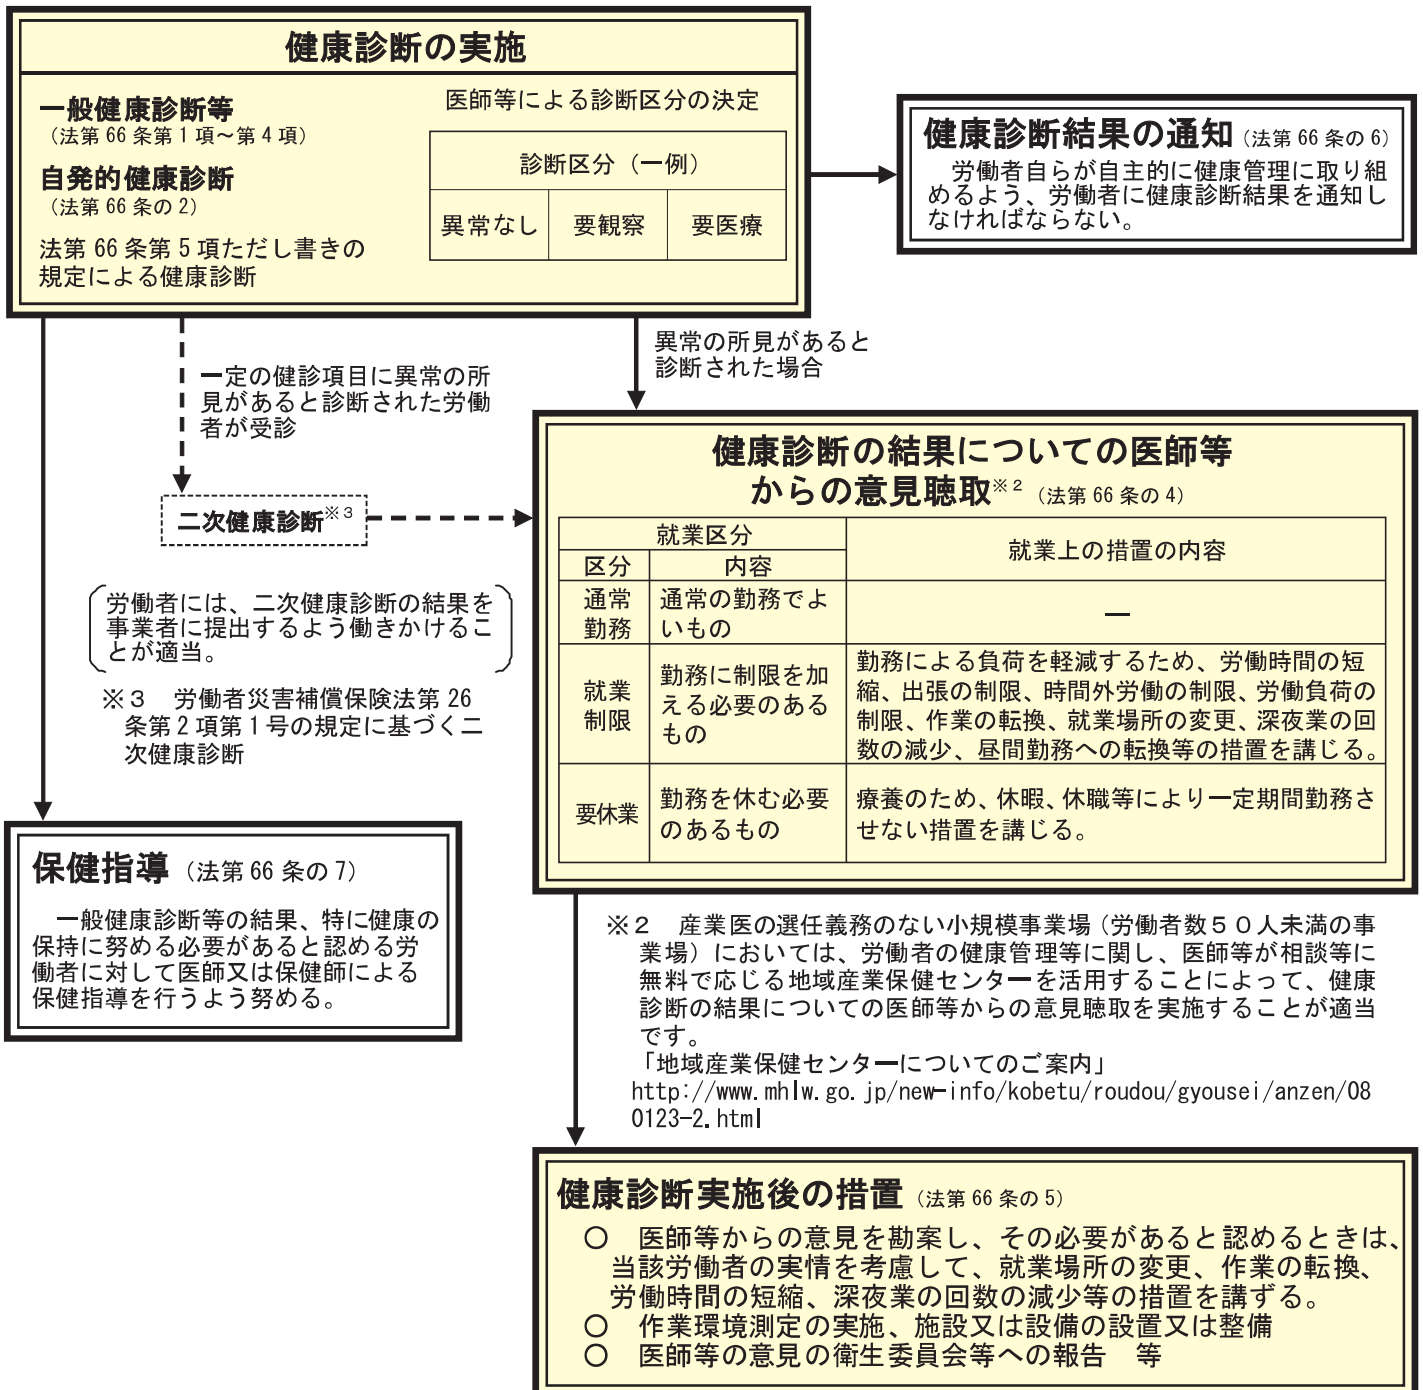 健康診断の実施
一般健康診断等
（法第66条第1項～第4項）
自発的健康診断
（法第66条の2）
法第66条第5項ただし書きの
規定による健康診断
医師等による診断区分の決定
診断区分（一例）
異常なし 要観察 要医療
健康診断結果の通知（法第66条の6）
労働者自らが自主的に健康管理に取り組
めるよう、労働者に健康診断結果を通知し
なければならない。
異常の所見があると
診断された場合
一定の健診項目に異常の所
見があると診断された労働
者が受診
二次健康診断※3
労働者には、二次健康診断の結果を
事業者に提出するよう働きかけるこ
とが適当。
※３　労働者災害補償保険法第26
条第2項第1号の規定に基づく二
次健康診断
健康診断の結果についての医師等
からの意見聴取※2（法第66条の4）
就業区分
就業上の措置の内容
区分 内容
通常
勤務
通常の勤務でよ
いもの
―
就業
制限
勤務に制限を加
える必要のある
もの
勤務による負荷を軽減するため、労働時間の短
縮、出張の制限、時間外労働の制限、労働負荷の
制限、作業の転換、就業場所の変更、深夜業の回
数の減少、昼間勤務への転換等の措置を講じる。
要休業
勤務を休む必要
のあるもの
療養のため、休暇、休職等により一定期間勤務さ
せない措置を講じる。
保健指導（法第66条の7）
一般健康診断等の結果、特に健康の
保持に努める必要があると認める労
働者に対して医師又は保健師による
保健指導を行うよう努める。
※２　産業医の選任義務のない小規模事業場（労働者数５０人未満の事
業場）においては、労働者の健康管理等に関し、医師等が相談等に
無料で応じる地域産業保健センターを活用することによって、健康
診断の結果についての医師等からの意見聴取を実施することが適当
です。
「地域産業保健センターについてのご案内」
http://www.mhlw.go.jp/new-info/kobetu/roudou/gyousei/anzen/08
0123-2.html
健康診断実施後の措置（法第66条の5）
○　医師等からの意見を勘案し、その必要があると認めるときは、
当該労働者の実情を考慮して、就業場所の変更、作業の転換、
労働時間の短縮、深夜業の回数の減少等の措置を講ずる。
○　作業環境測定の実施、施設又は設備の設置又は整備
○　医師等の意見の衛生委員会等への報告　等